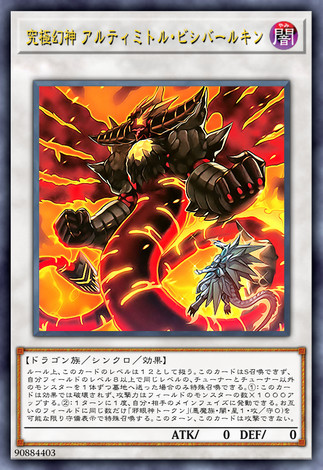 究極幻神 アルティミトル・ビシバールキン
やみ
闇
【ドラゴン族／シンクロ／効果】
ルール上、このカードのレベルは１２として扱う。このカードはＳ召喚できず、
自分フィールドのレベル８以上で同じレベルの、チューナーとチューナー以外
のモンスターを１体ずつ墓地へ送った場合のみ特殊召喚できる。①：このカー
ドは効果では破壊されず、攻撃力はフィールドのモンスターの数×１０００ア
ップする。②：１ターンに１度、自分・相手のメインフェイズに発動できる。お互
いのフィールドに同じ数だけ「邪眼神トークン」（悪魔族・闇・星１・攻／守０）を
可能な限り守備表示で特殊召喚する。このターン、このカードは攻撃できない。
ATK/ 0 DEF/ 0
90884403